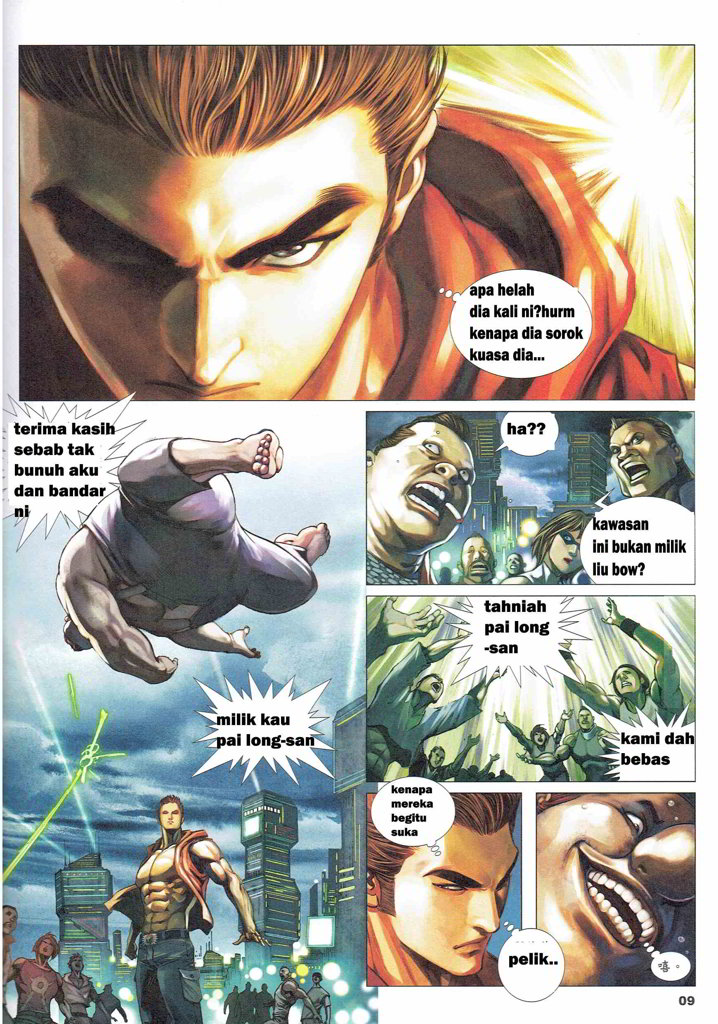 apa helah
dia kali ni?hurm
kenapa dia sorok
kuasa dia...
terima kasih
sebab tak
bunuh aku
dan bandar
ni
milik kau
pai long-san
ha??
kawasan
ini bukan milik
liu bow?
tahniah
pai long
-san
kami dah
bebas
kenapa
mereka
begitu
suka
pelik..
嘻。
09